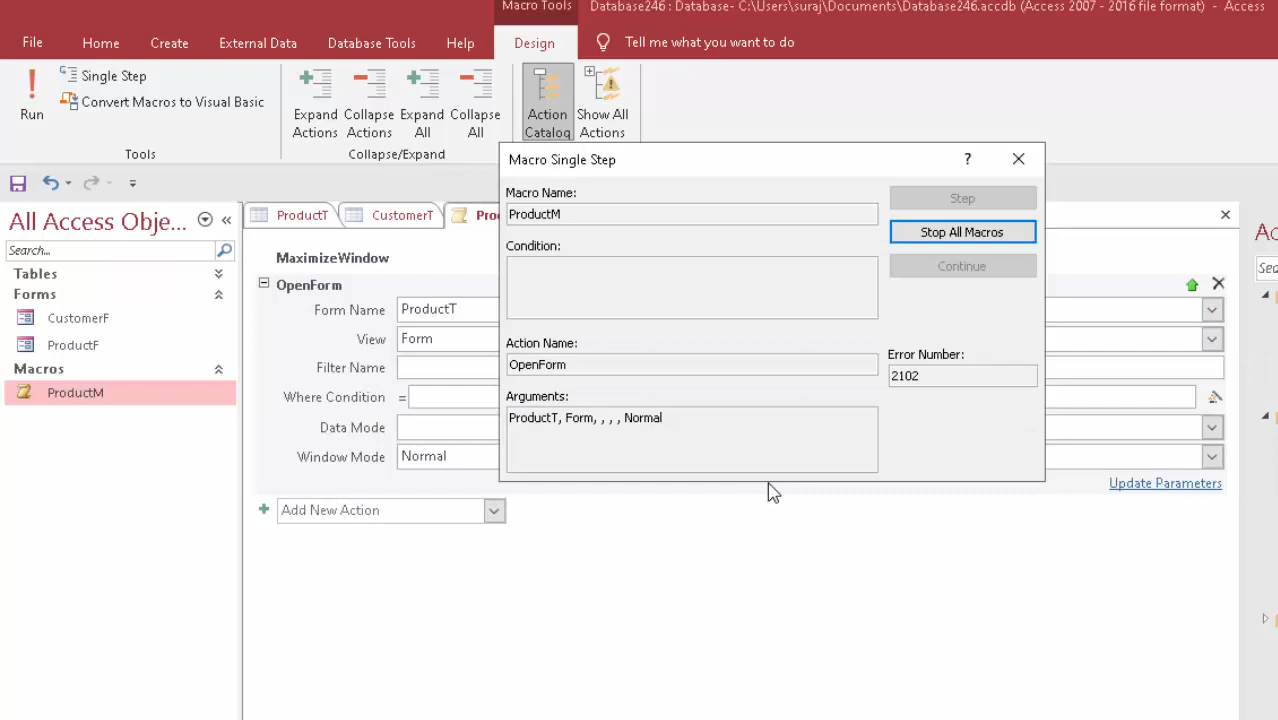 Macro Tools
Database246 : Database- C:\Users\suraj\Documents\Database246.accdb (Access 2007 - 2016 file format) - Access
File Home Create External Data Database Tools Help Design Tell me what you want to do
Run
Single Step
Convert Macros to Visual Basic
Tools
Expand Actions
Collapse Actions
Expand All
Collapse All
Collapse/Expand
Action Catalog
Show All Actions
All Access Obje...
Search...
Tables
Forms
CustomerF
ProductF
Macros
ProductM
ProductT CustomerT Pro
MaximizeWindow
OpenForm
Form Name ProductT
View Form
Filter Name
Where Condition =
Data Mode
Window Mode Normal
Update Parameters
Add New Action
Macro Single Step ?
Macro Name:
ProductM
Condition:
Action Name:
OpenForm
Arguments:
ProductT, Form, , , , Normal
Step
Stop All Macros
Continue
Error Number:
2102
Ac
Sea